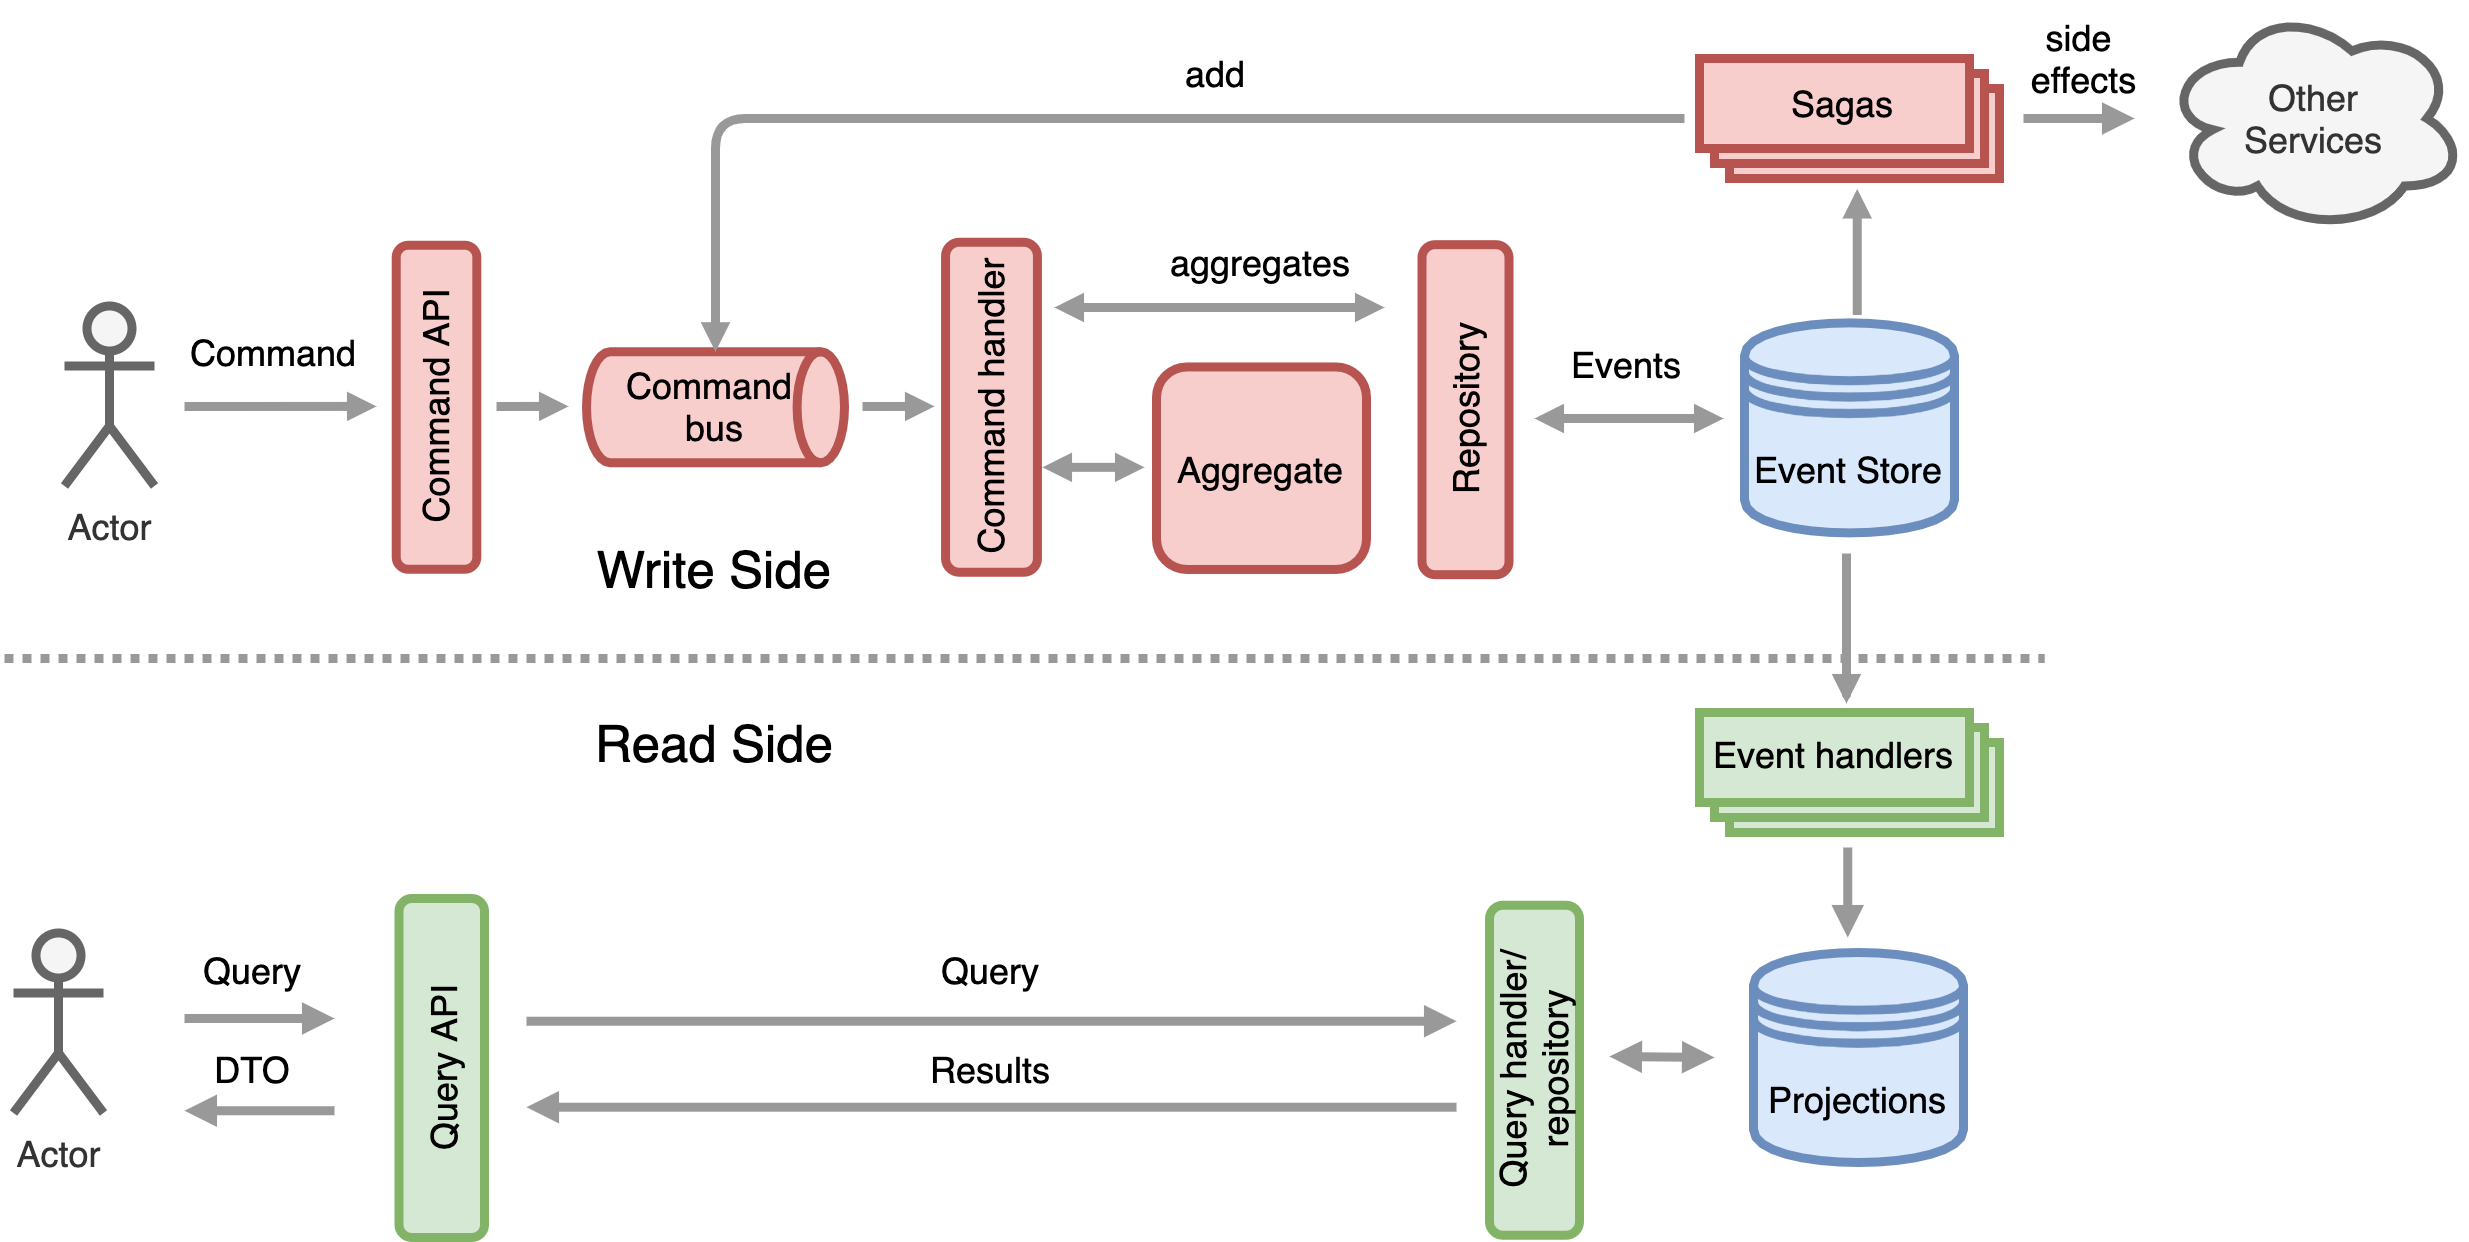 side
effects
add
Sagas
Other
Services
Command
Command API
Command
bus
Command handler
aggregates
Aggregate
Repository
Events
Event Store
Actor
Write Side
Read Side
Event handlers
Query
DTO
Actor
Query API
Query
Results
Query handler/
repository
Projections